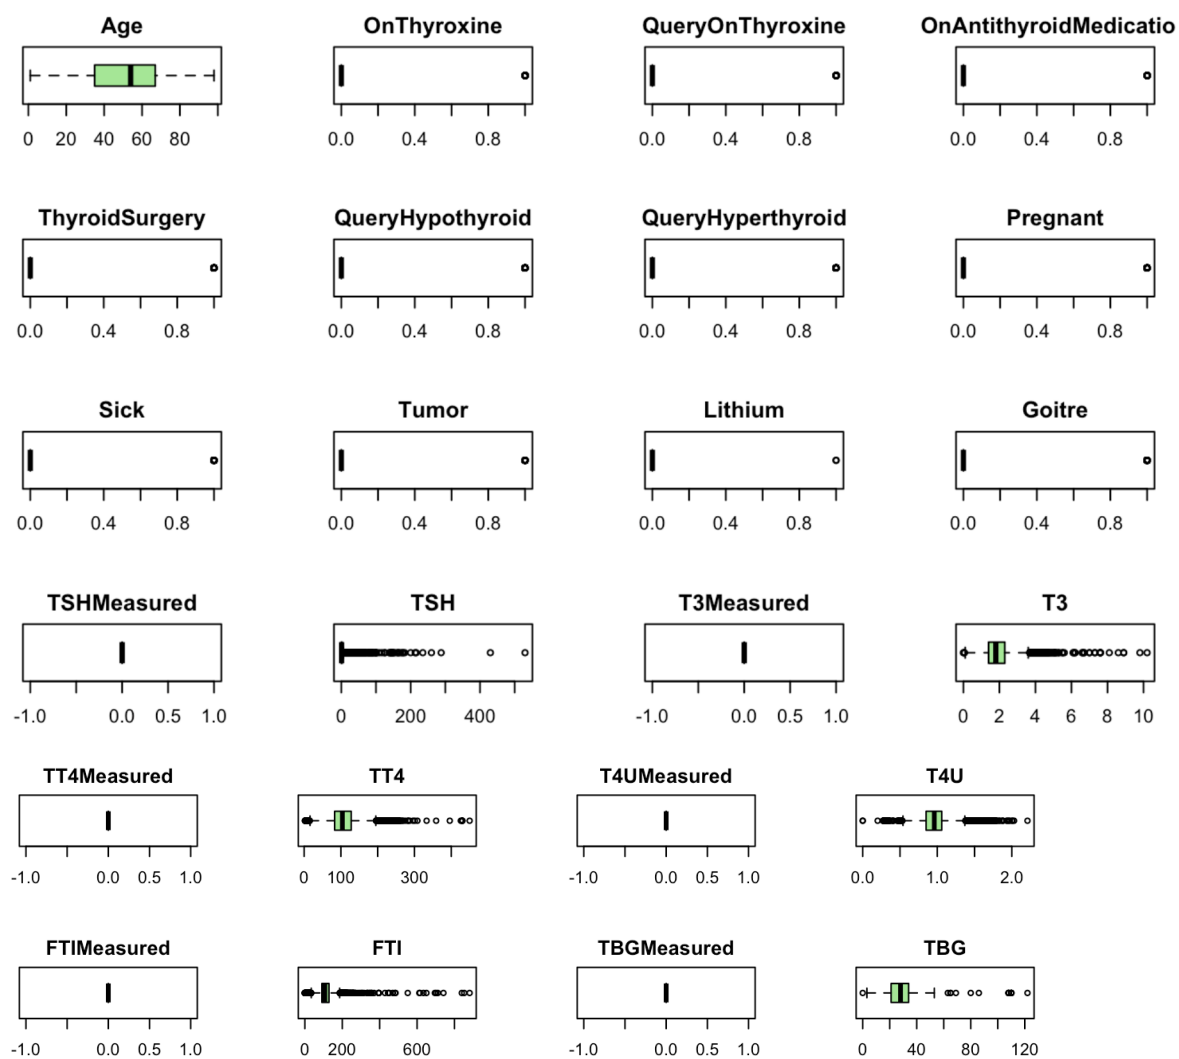 Age OnThyroxine QueryOnThyroxine OnAntithyroidMedicatio
0 20 40 60 80 0.0 0.4 0.8 0.0 0.4 0.8 0.0 0.4 0.8
ThyroidSurgery QueryHypothyroid QueryHyperthyroid Pregnant
0.0 0.4 0.8 0.0 0.4 0.8 0.0 0.4 0.8 0.0 0.4 0.8
Sick Tumor Lithium Goitre
0.0 0.4 0.8 0.0 0.4 0.8 0.0 0.4 0.8 0.0 0.4 0.8
TSHMeasured TSH T3Measured T3
-1.0 0.0 0.5 1.0 0 200 400 -1.0 0.0 0.5 1.0 0 2 4 6 8 10
TT4Measured TT4 T4UMeasured T4U
-1.0 0.0 0.5 1.0 0 100 300 -1.0 0.0 0.5 1.0 0.0 1.0 2.0
FTIMeasured FTI TBGMeasured TBG
-1.0 0.0 0.5 1.0 0 200 600 -1.0 0.0 0.5 1.0 0 40 80 120